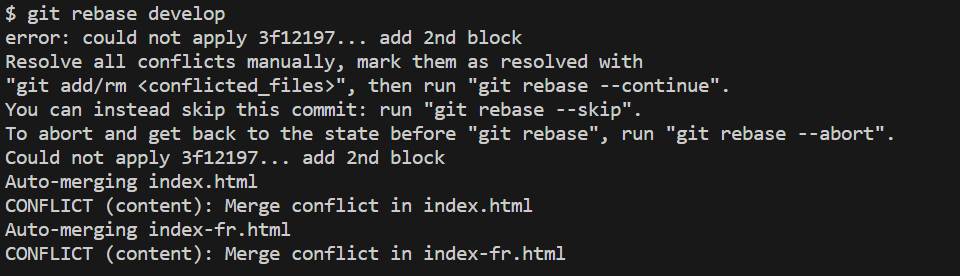 $ git rebase develop
error: could not apply 3f12197... add 2nd block
Resolve all conflicts manually, mark them as resolved with
"git add/rm <conflicted_files>", then run "git rebase --continue".
You can instead skip this commit: run "git rebase --skip".
To abort and get back to the state before "git rebase", run "git rebase --abort".
Could not apply 3f12197... add 2nd block
Auto-merging index.html
CONFLICT (content): Merge conflict in index.html
Auto-merging index-fr.html
CONFLICT (content): Merge conflict in index-fr.html